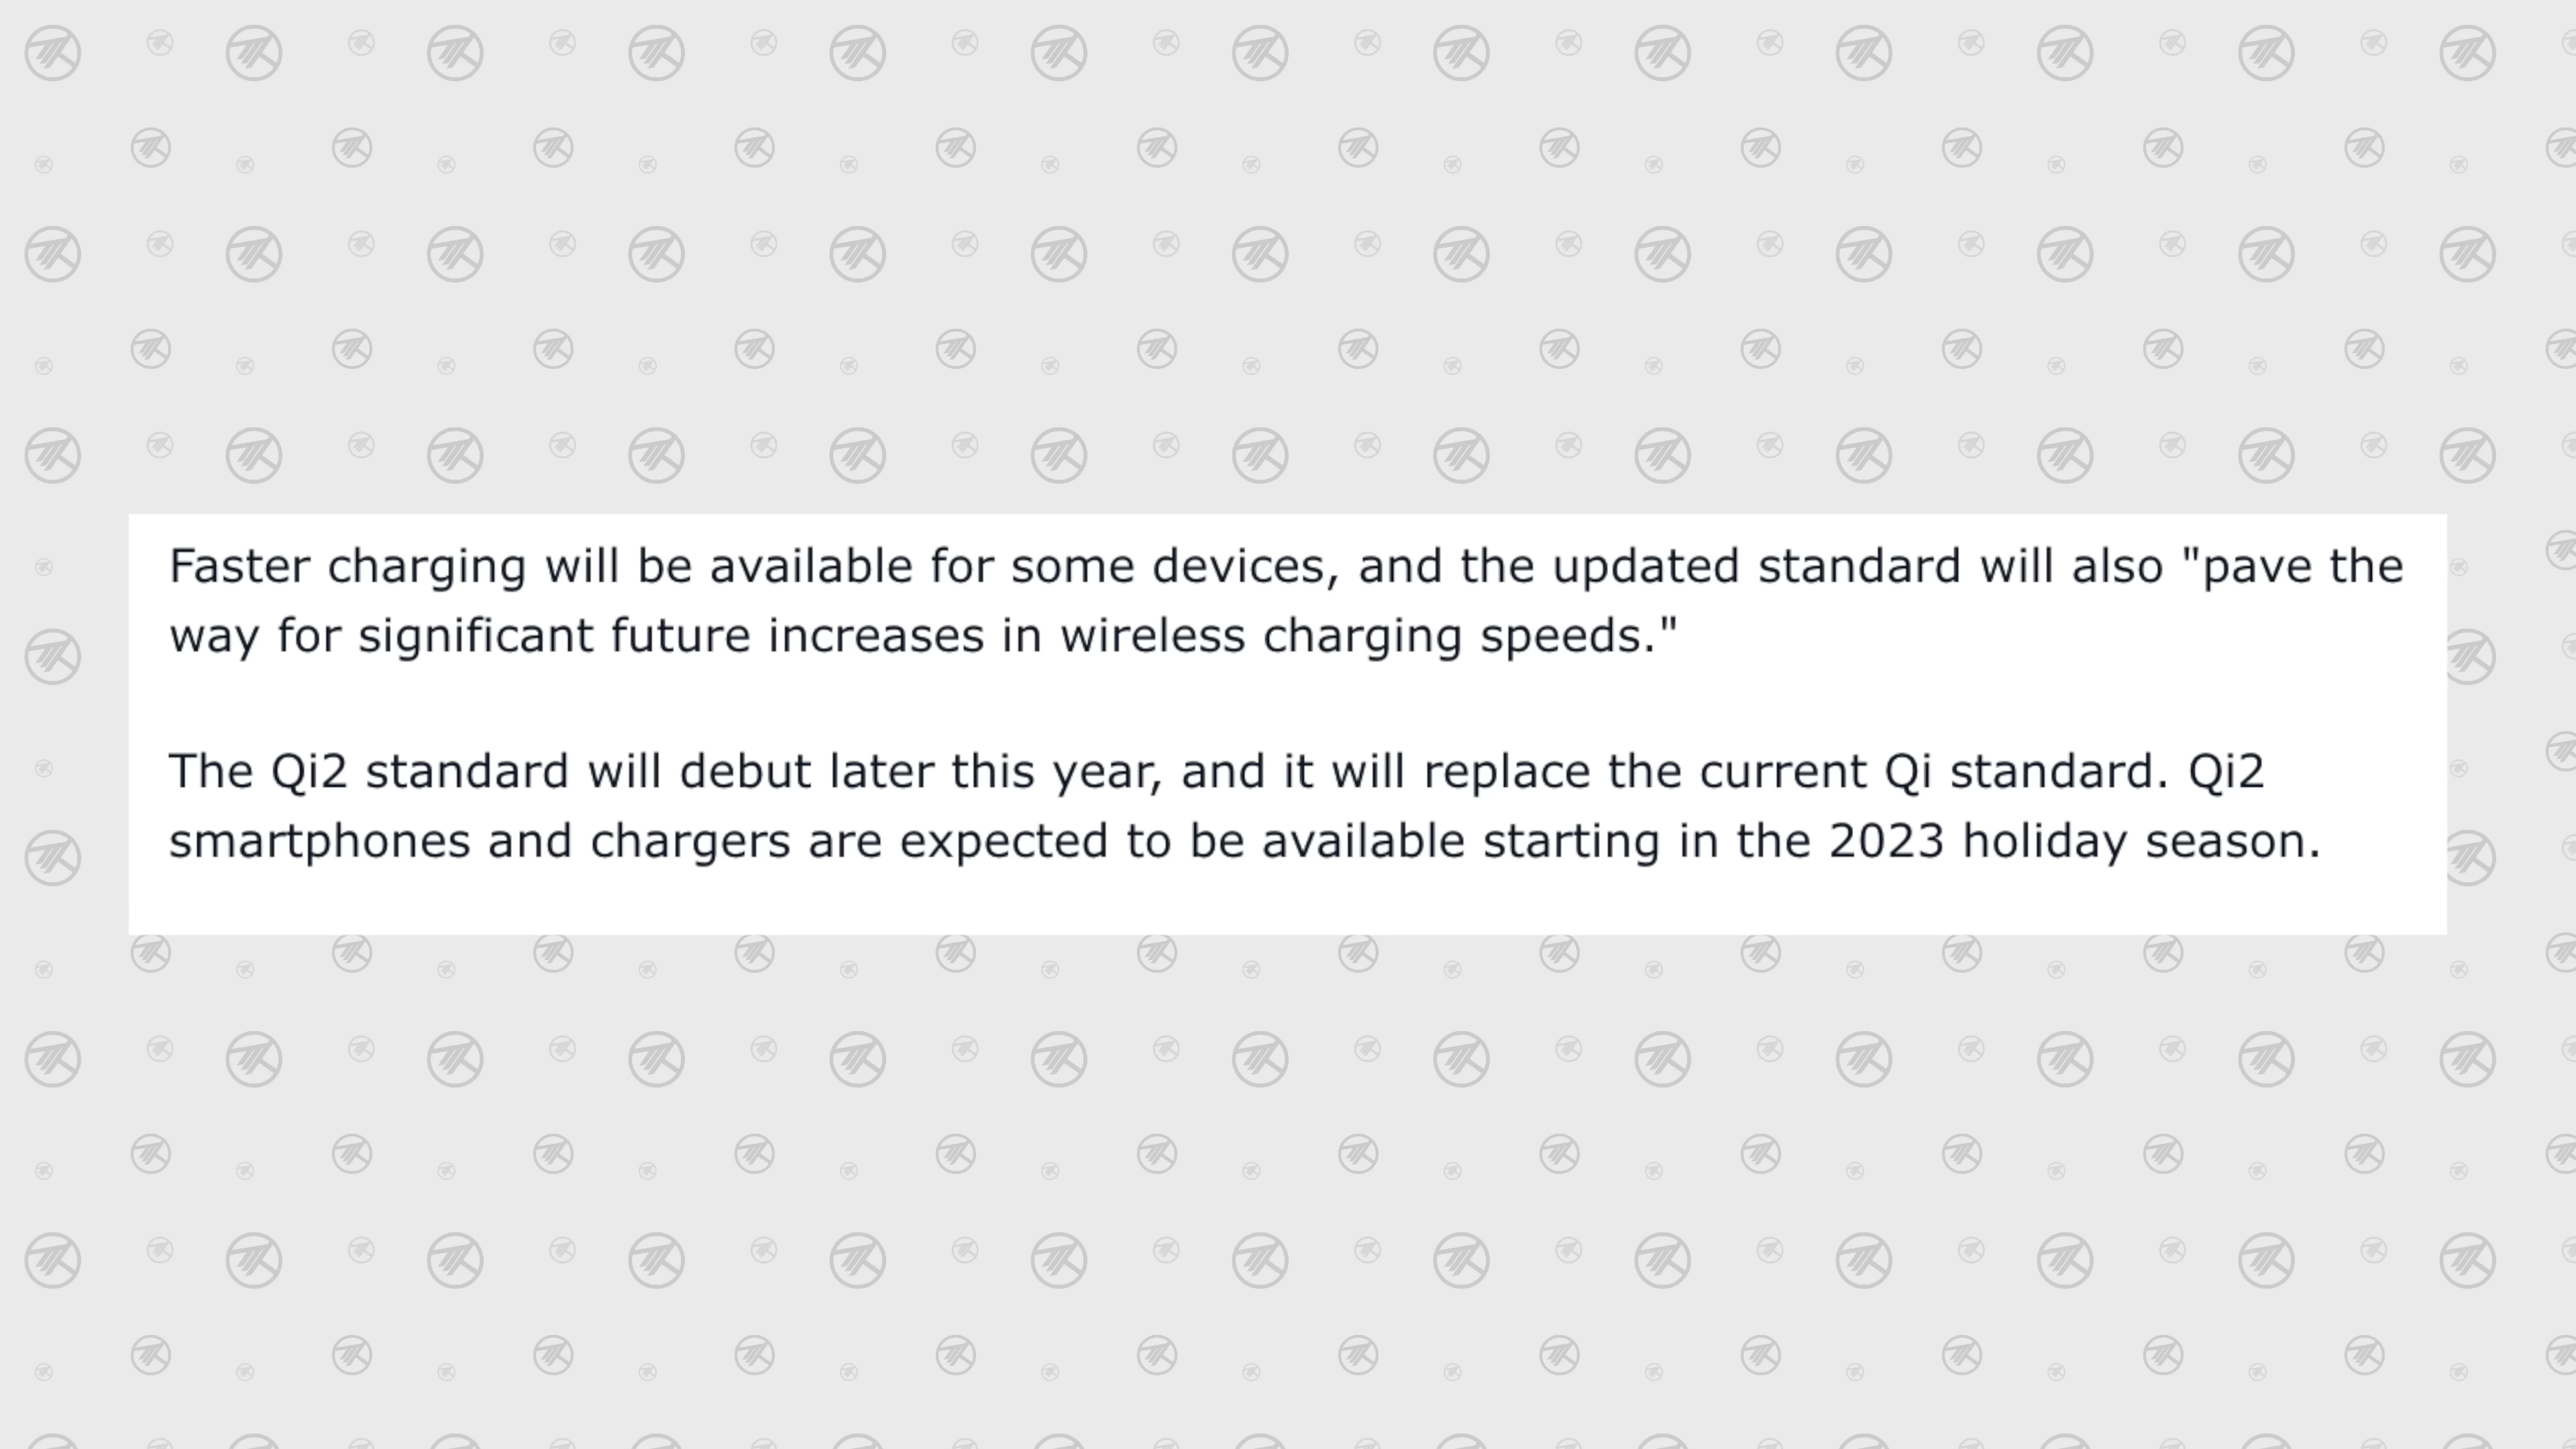 Faster charging will be available for some devices, and the updated standard will also "pave the
way for significant future increases in wireless charging speeds."
The Qi2 standard will debut later this year, and it will replace the current Qi standard. Qi2
smartphones and chargers are expected to be available starting in the 2023 holiday season.